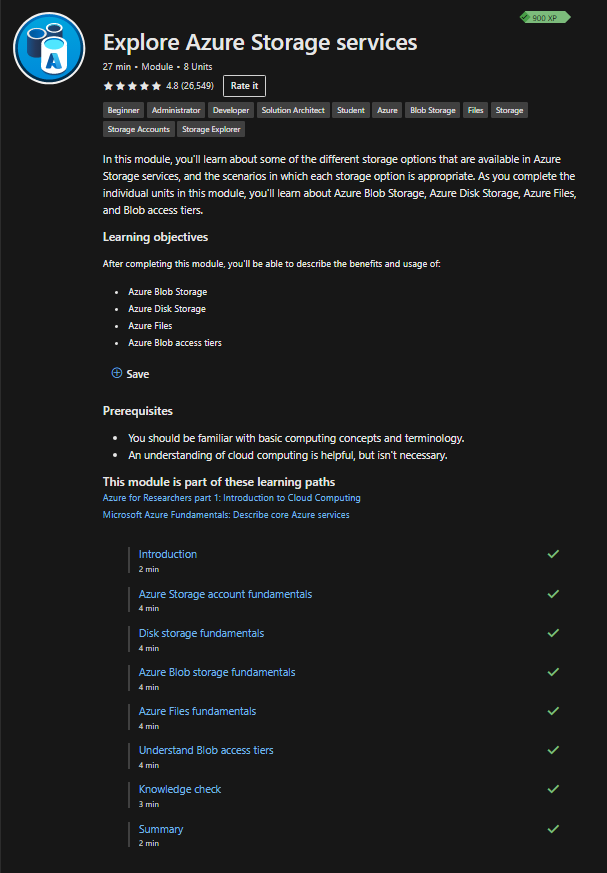 900 XP
Explore Azure Storage services
27 min • Module • 8 Units
4.8 (26,549) Rate it
Beginner Administrator Developer Solution Architect Student Azure Blob Storage Files Storage
Storage Accounts Storage Explorer
In this module, you'll learn about some of the different storage options that are available in Azure
Storage services, and the scenarios in which each storage option is appropriate. As you complete the
individual units in this module, you'll learn about Azure Blob Storage, Azure Disk Storage, Azure Files,
and Blob access tiers.
Learning objectives
After completing this module, you'll be able to describe the benefits and usage of:
• Azure Blob Storage
• Azure Disk Storage
• Azure Files
• Azure Blob access tiers
Save
Prerequisites
• You should be familiar with basic computing concepts and terminology.
• An understanding of cloud computing is helpful, but isn't necessary.
This module is part of these learning paths
Azure for Researchers part 1: Introduction to Cloud Computing
Microsoft Azure Fundamentals: Describe core Azure services
Introduction
2 min
Azure Storage account fundamentals
4 min
Disk storage fundamentals
4 min
Azure Blob storage fundamentals
4 min
Azure Files fundamentals
4 min
Understand Blob access tiers
4 min
Knowledge check
3 min
Summary
2 min